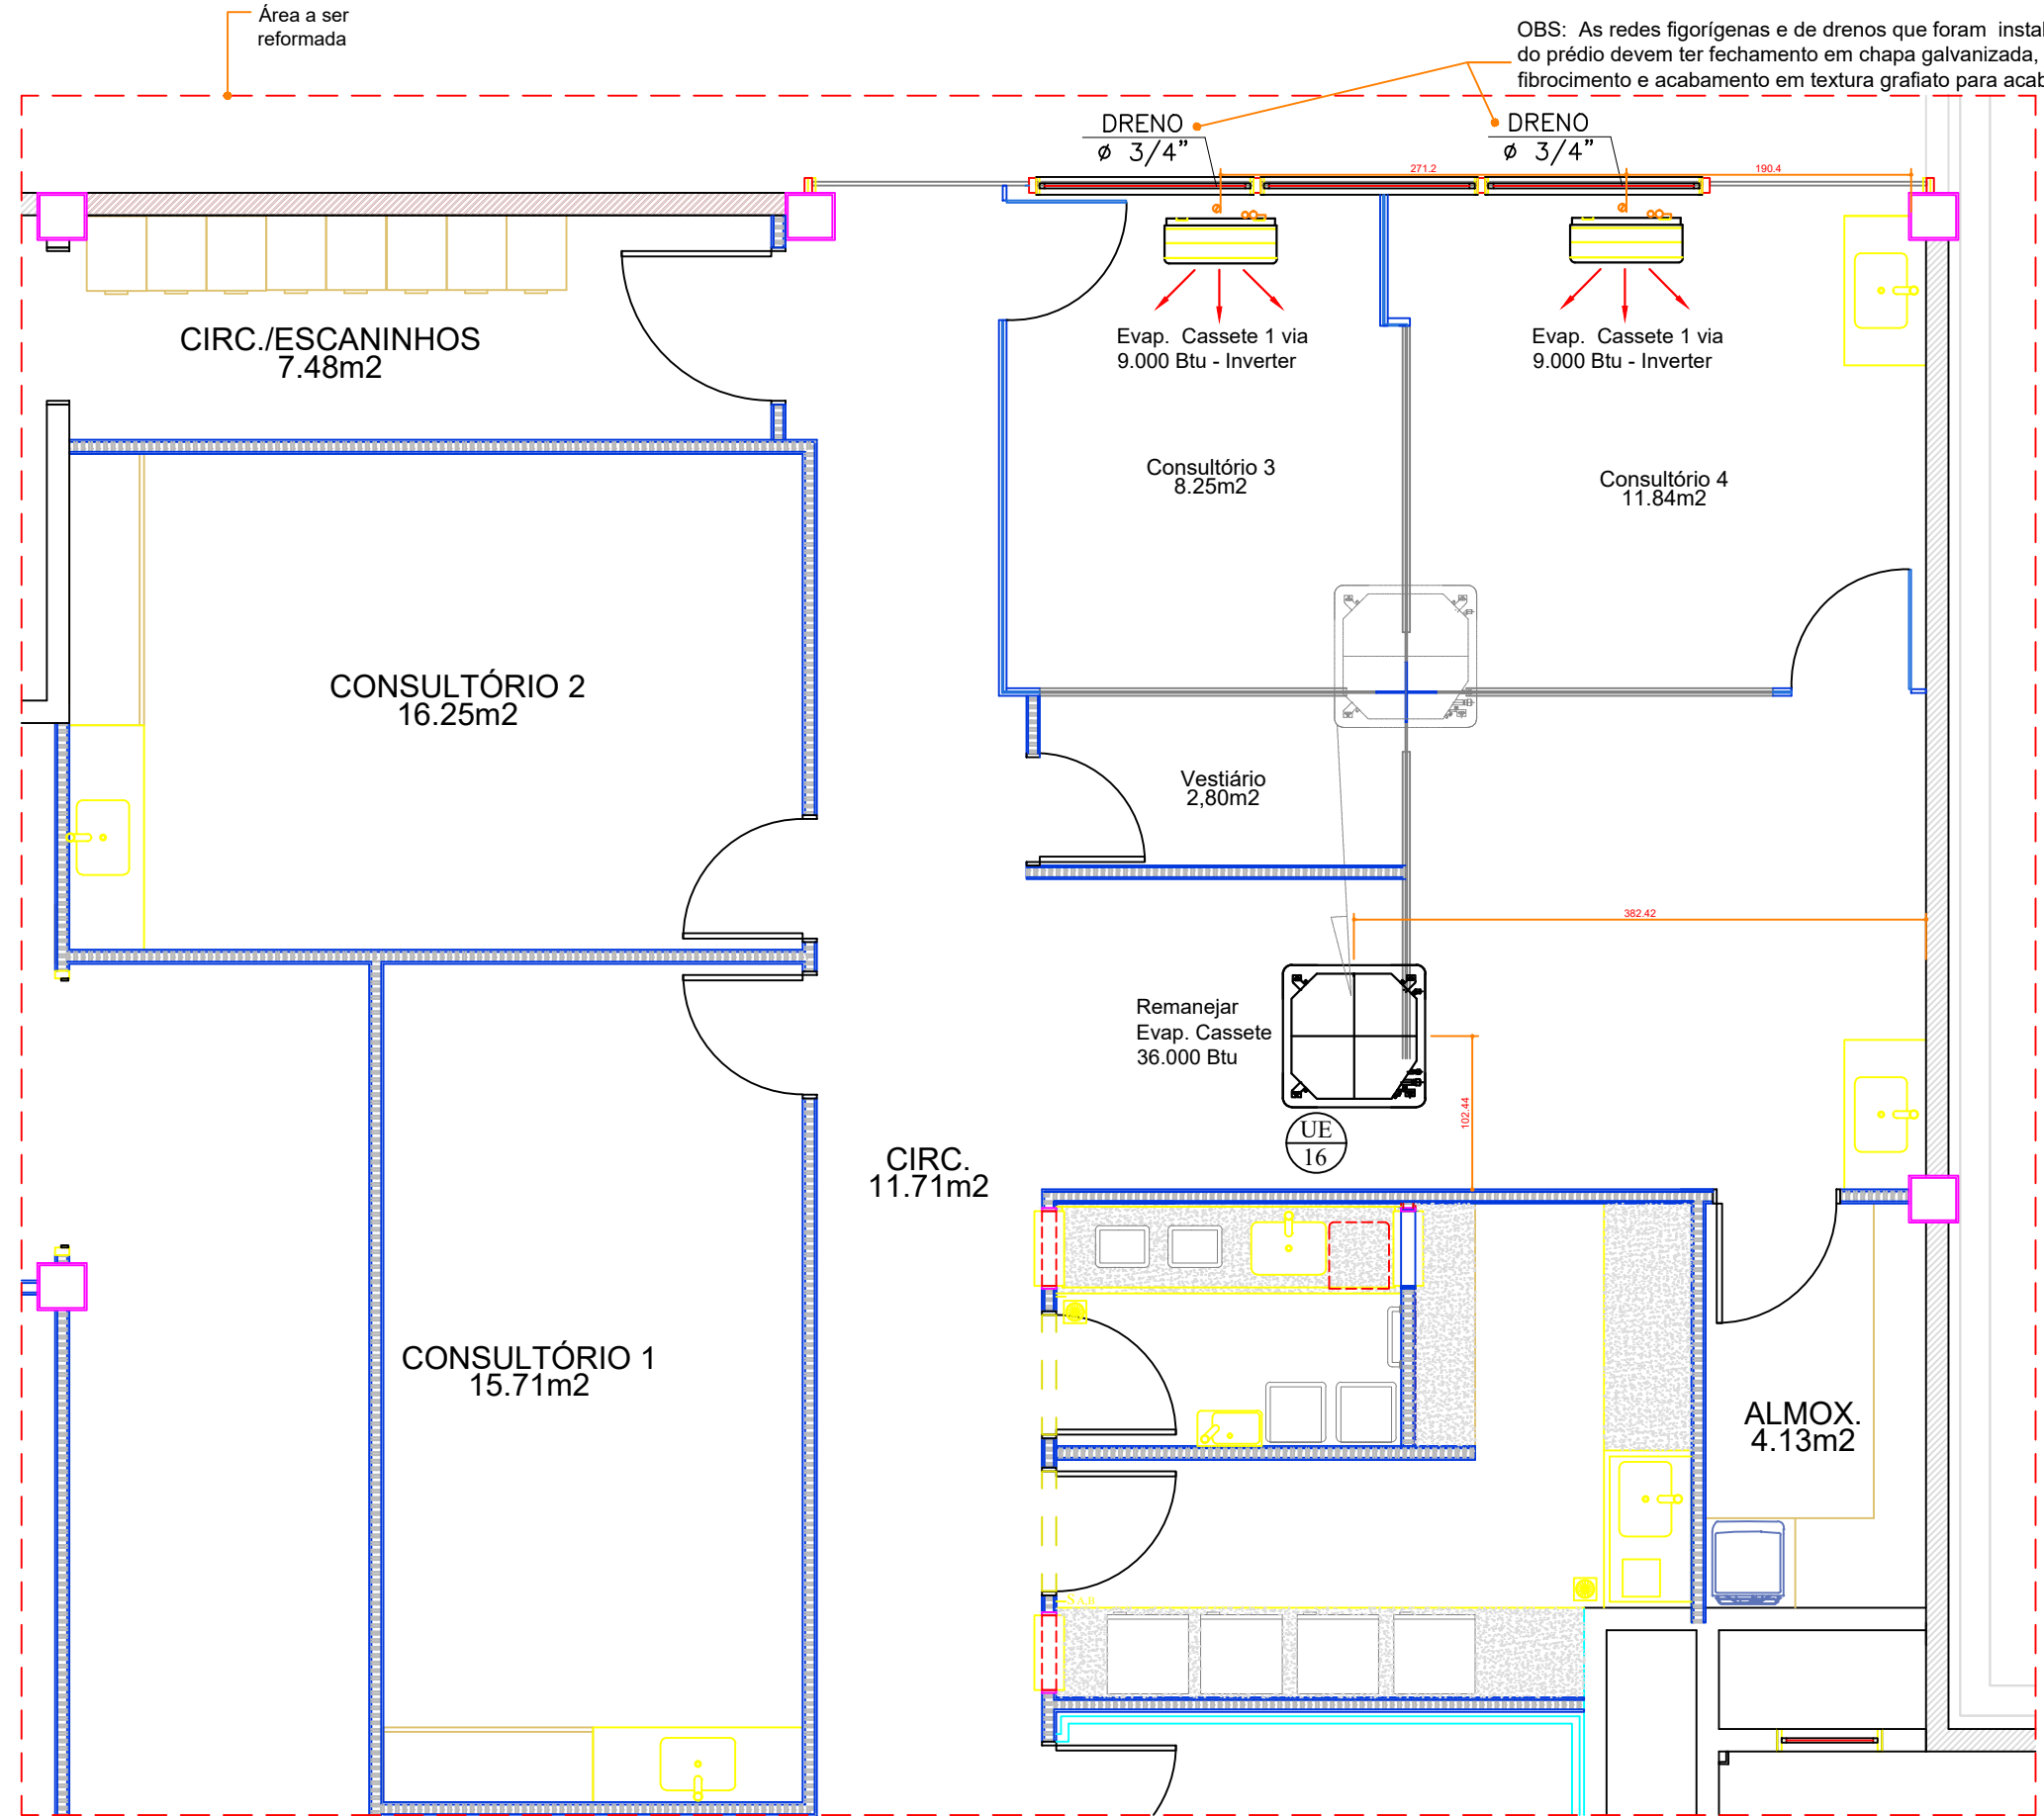 Área a ser
reformada
OBS: As redes figorígenas e de drenos que foram
do prédio devem ter fechamento em chapa galvanizada,
fibrocimento e acabamento em textura grafiato para
DRENO
ø 3/4"
DRENO
ø 3/4"
271.2
190.4
CIRC./ESCANINHOS
7.48m2
Evap. Cassete 1 via
9.000 Btu - Inverter
Evap. Cassete 1 via
9.000 Btu - Inverter
Consultório 3
8.25m2
Consultório 4
11.84m2
CONSULTÓRIO 2
16.25m2
Vestiário
2,80m2
382.42
Remanejar
Evap. Cassete
36.000 Btu
102.44
UE
16
CIRC.
11.71m2
CONSULTÓRIO 1
15.71m2
ALMOX.
4.13m2